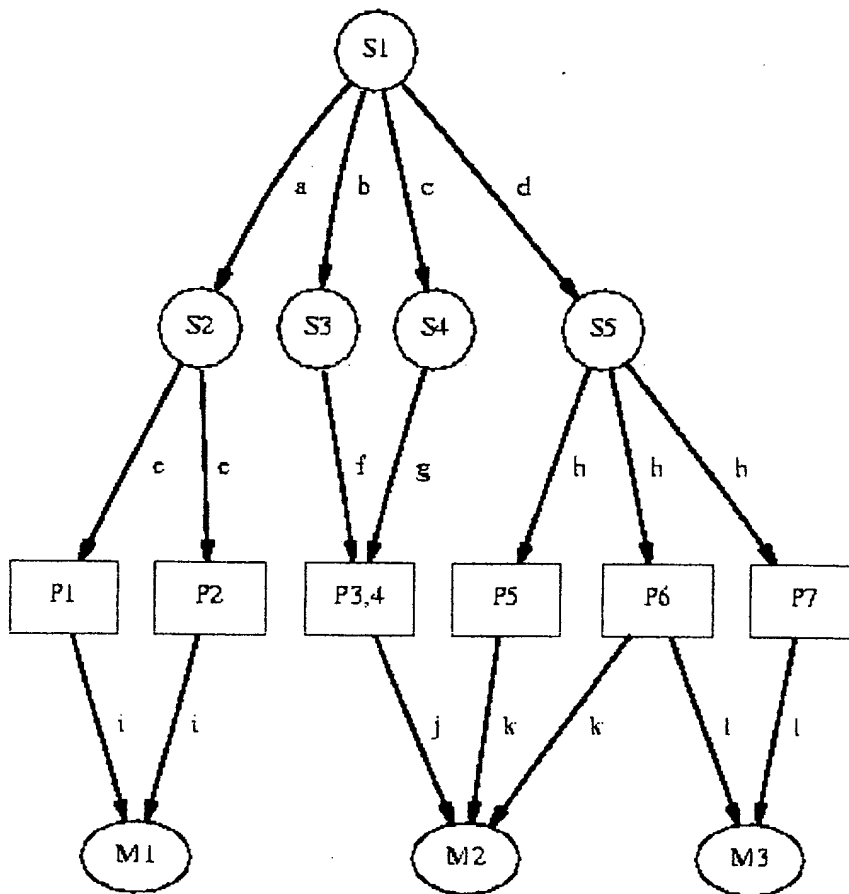 S1
a b c d
S2 S3 S4 S5
e e f g h h h
P1 P2 P3,4 P5 P6 P7
i i j k k l l
M1 M2 M3